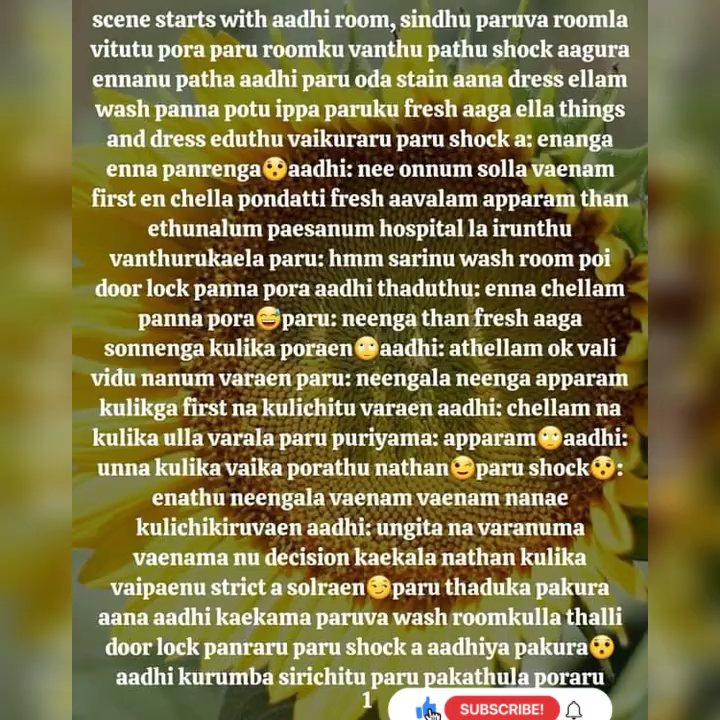 scene starts with aadhi room, sindhu paruva roomla
vitutu pora paru roomku vanthu pathu shock aagura
ennanu patha aadhi paru oda stain aana dress ellam
wash panna potu ippa paruku fresh aaga ella things
and dress eduthu vaikuraru paru shock a: enanga
enna panrenga😯aadhi: nee onnum solla vaenam
first en chella pondatti fresh aavalam apparam than
ethunalum paesanum hospital la irunthu
vanthurukaela paru: hmm sarinu wash room poi
door lock panna pora aadhi thaduthu: enna chellam
panna pora😅paru: neenga than fresh aaga
sonnenga kulika poraen🙄aadhi: athellam ok vali
vidu nanum varaen paru: neengala neenga apparam
kulikga first na kulichitu varaen aadhi: chellam na
kulika ulla varala paru puriyama: apparam🙄aadhi:
unna kulika vaika porathu nathan😉paru shock😯:
enathu neengala vaenam vaenam nanae
kulichikiruvaen aadhi: ungita na varanuma
vaenama nu decision kaekala nathan kulika
vaipaenu strict a solraen😏paru thaduka pakura
aana aadhi kaekama paruva wash roomkulla thalli
door lock panraru paru shock a aadhiya pakura😯
aadhi kurumba sirichitu paru pakathula poraru
1
SUBSCRIBE!